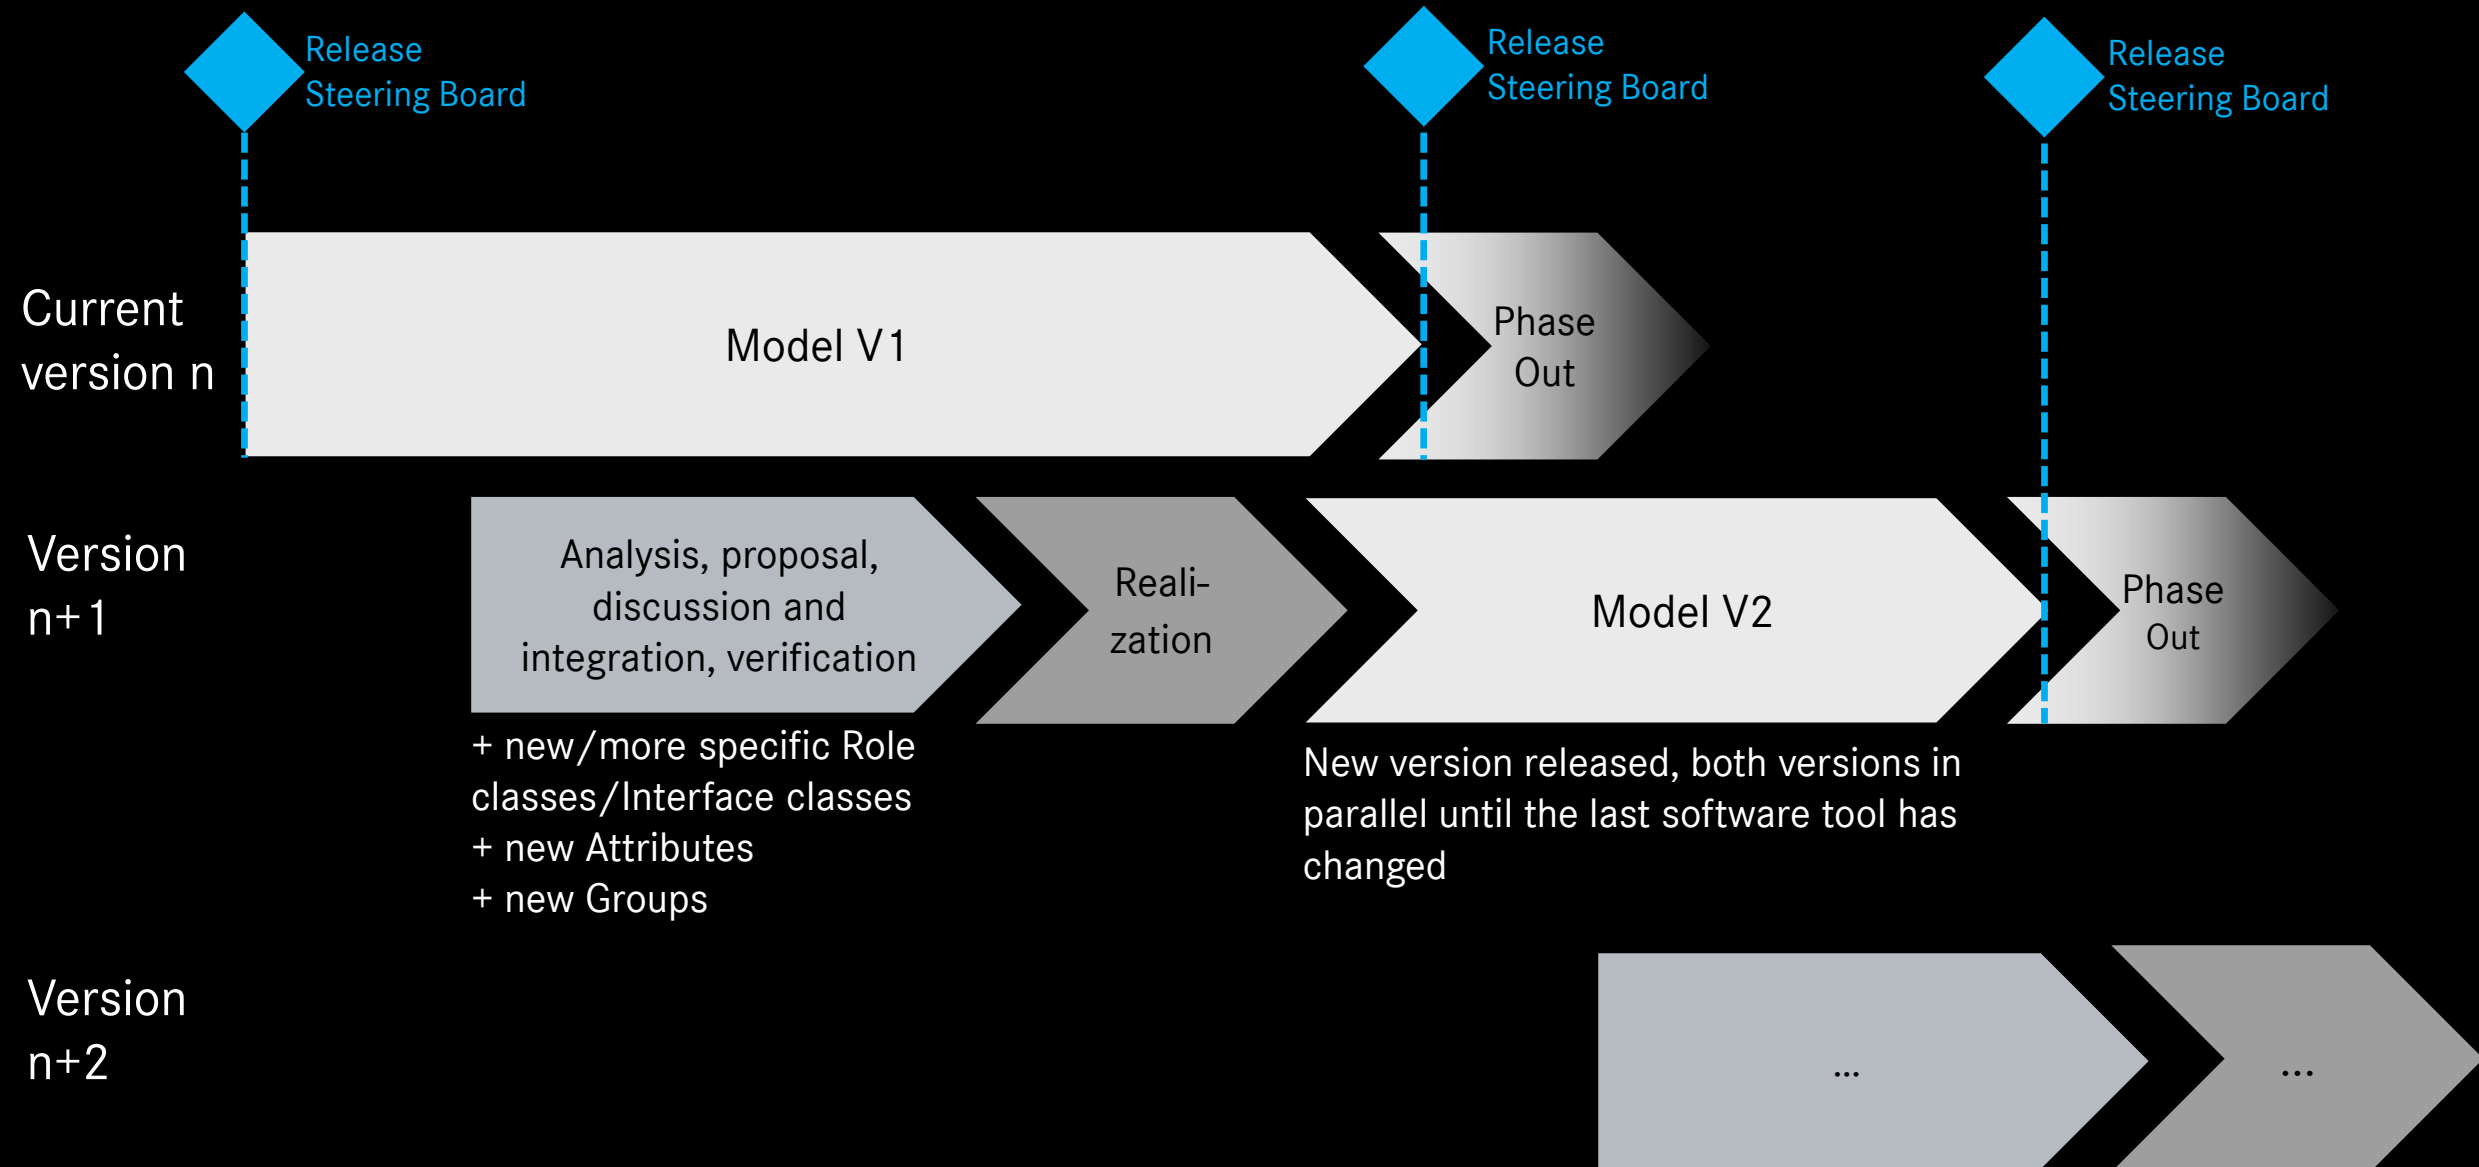 Release
Steering Board
Release
Steering Board
Release
Steering Board
Current
version n
Model V1
Phase
Out
Version
n+1
Analysis, proposal,
discussion and
integration, verification
Reali-
zation
Model V2
Phase
Out
+ new/more specific Role
classes/Interface classes
+ new Attributes
+ new Groups
New version released, both versions in
parallel until the last software tool has
changed
Version
n+2
...
...